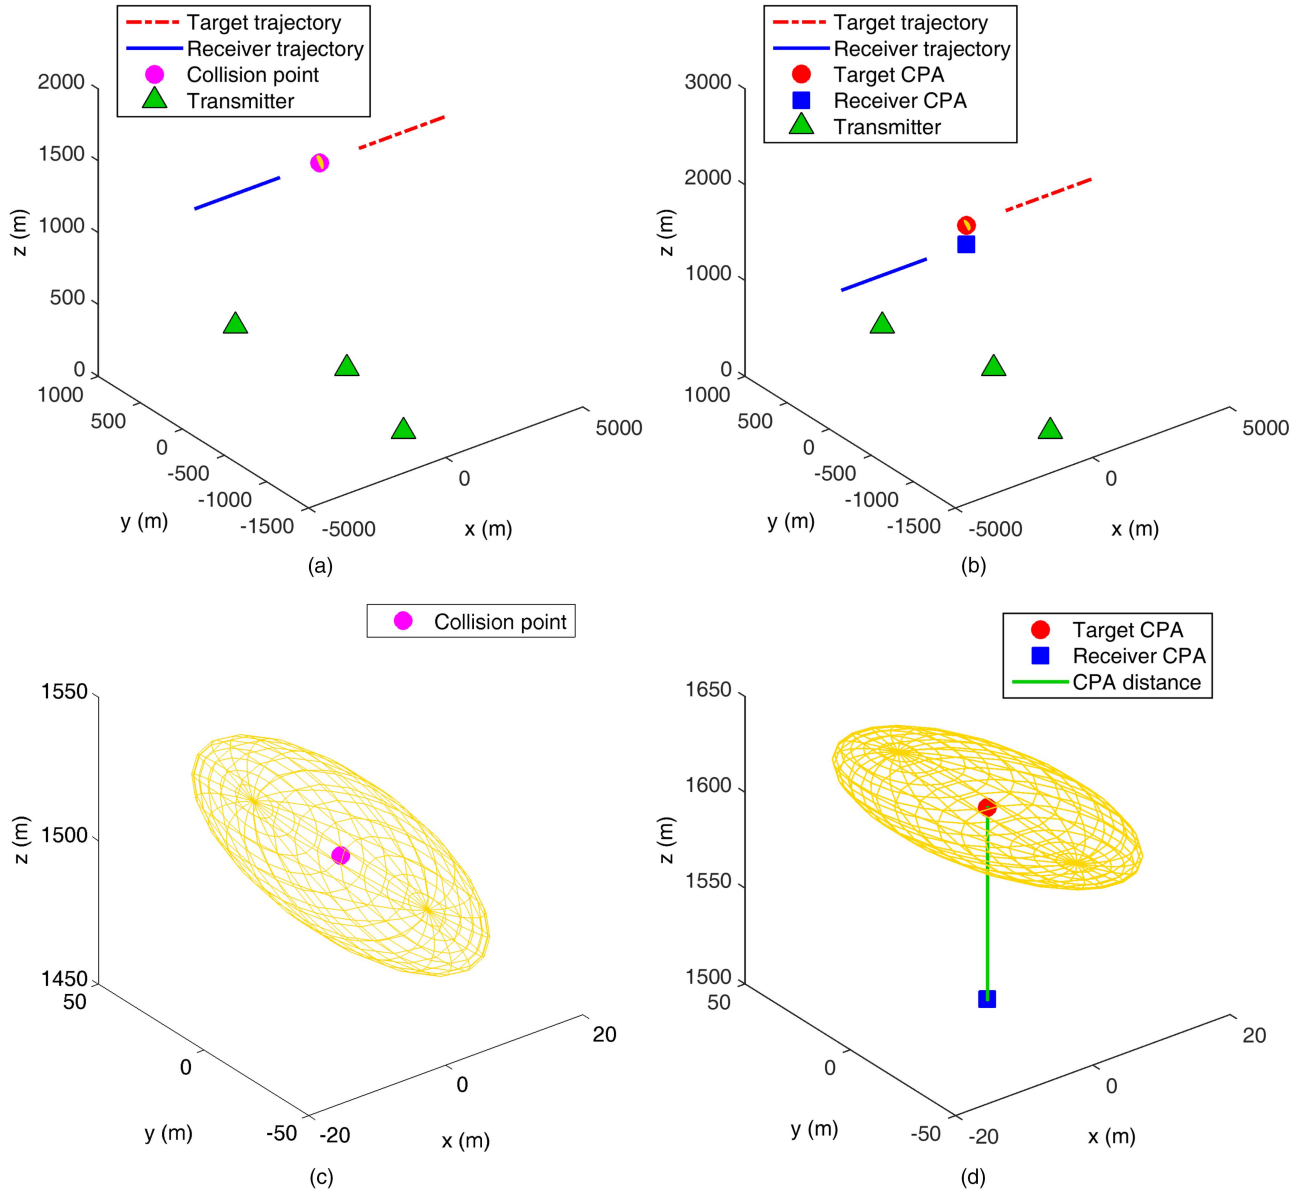 Target trajectory
Receiver trajectory
Collision point
Transmitter
2000
1500
1000
500
0
z (m)
1000
500
0
-500
-1000
-1500
y (m)
-5000
0
5000
x (m)
(a)
Target trajectory
Receiver trajectory
Target CPA
Receiver CPA
Transmitter
3000
2000
1000
0
z (m)
1000
500
0
-500
-1000
-1500
y (m)
-5000
0
5000
x (m)
(b)
Collision point
1550
1500
1450
z (m)
50
0
-50
y (m)
-20
0
20
x (m)
(c)
Target CPA
Receiver CPA
CPA distance
1650
1600
1550
1500
z (m)
50
0
-50
y (m)
-20
0
20
x (m)
(d)